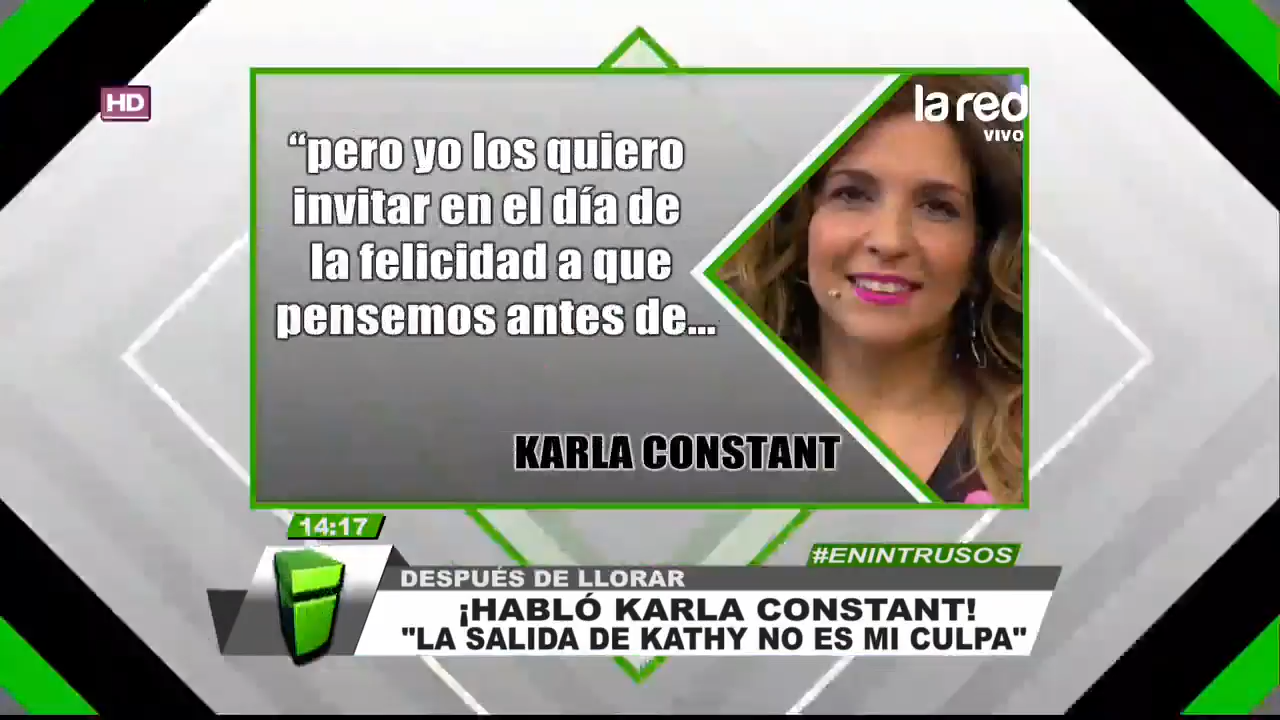 HD
la red
VIVO
“pero yo los quiero
invitar en el día de
la felicidad a que
pensemos antes de...
KARLA CONSTANT
14:17
#ENINTRUSOS
DESPUÉS DE LLORAR
¡HABLÓ KARLA CONSTANT!
"LA SALIDA DE KATHY NO ES MI CULPA"